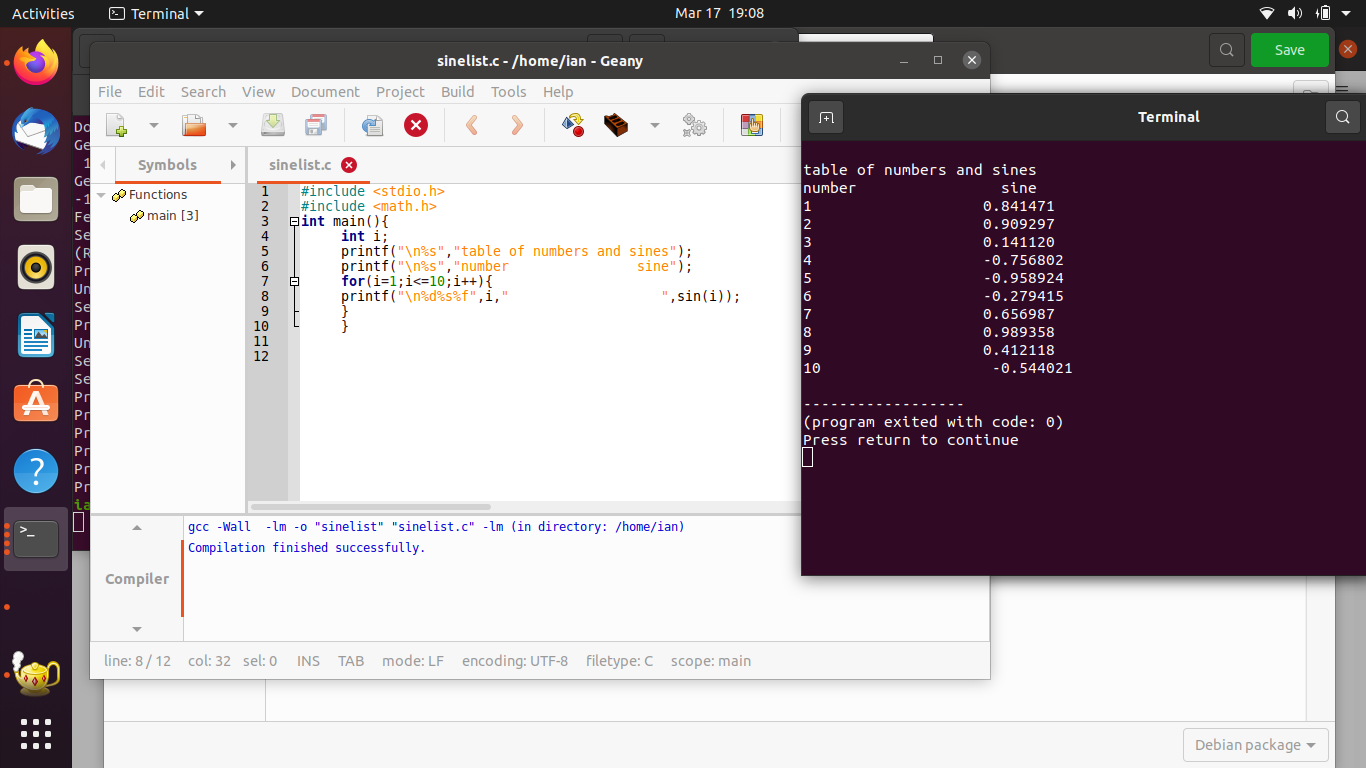 Activities Terminal Mar 17 19:08
sinelist.c - /home/ian - Geany
Save
File Edit Search View Document Project Build Tools Help
Terminal
Do
Ge
1
Ge
-1
Fe
Se
(R
Pr
Un
Se
Pr
Un
Se
Se
Pr
Pr
Pr
Pr
Pr
Pr
ia
Symbols
Functions
main [3]
sinelist.c
1 #include <stdio.h>
2 #include <math.h>
3 int main(){
4 int i;
5 printf("\n%s","table of numbers and sines");
6 printf("\n%s","number                sine");
7 for(i=1;i<=10;i++){
8 printf("\n%d%s%f",i,"                   ",sin(i));
9 }
10 }
11
12
Compiler
gcc -Wall  -lm -o "sinelist" "sinelist.c" -lm (in directory: /home/ian)
Compilation finished successfully.
line: 8 / 12 col: 32 sel: 0 INS TAB mode: LF encoding: UTF-8 filetype: C scope: main
table of numbers and sines
number                sine
1                   0.841471
2                   0.909297
3                   0.141120
4                   -0.756802
5                   -0.958924
6                   -0.279415
7                   0.656987
8                   0.989358
9                   0.412118
10                   -0.544021
------------------
(program exited with code: 0)
Press return to continue
Debian package